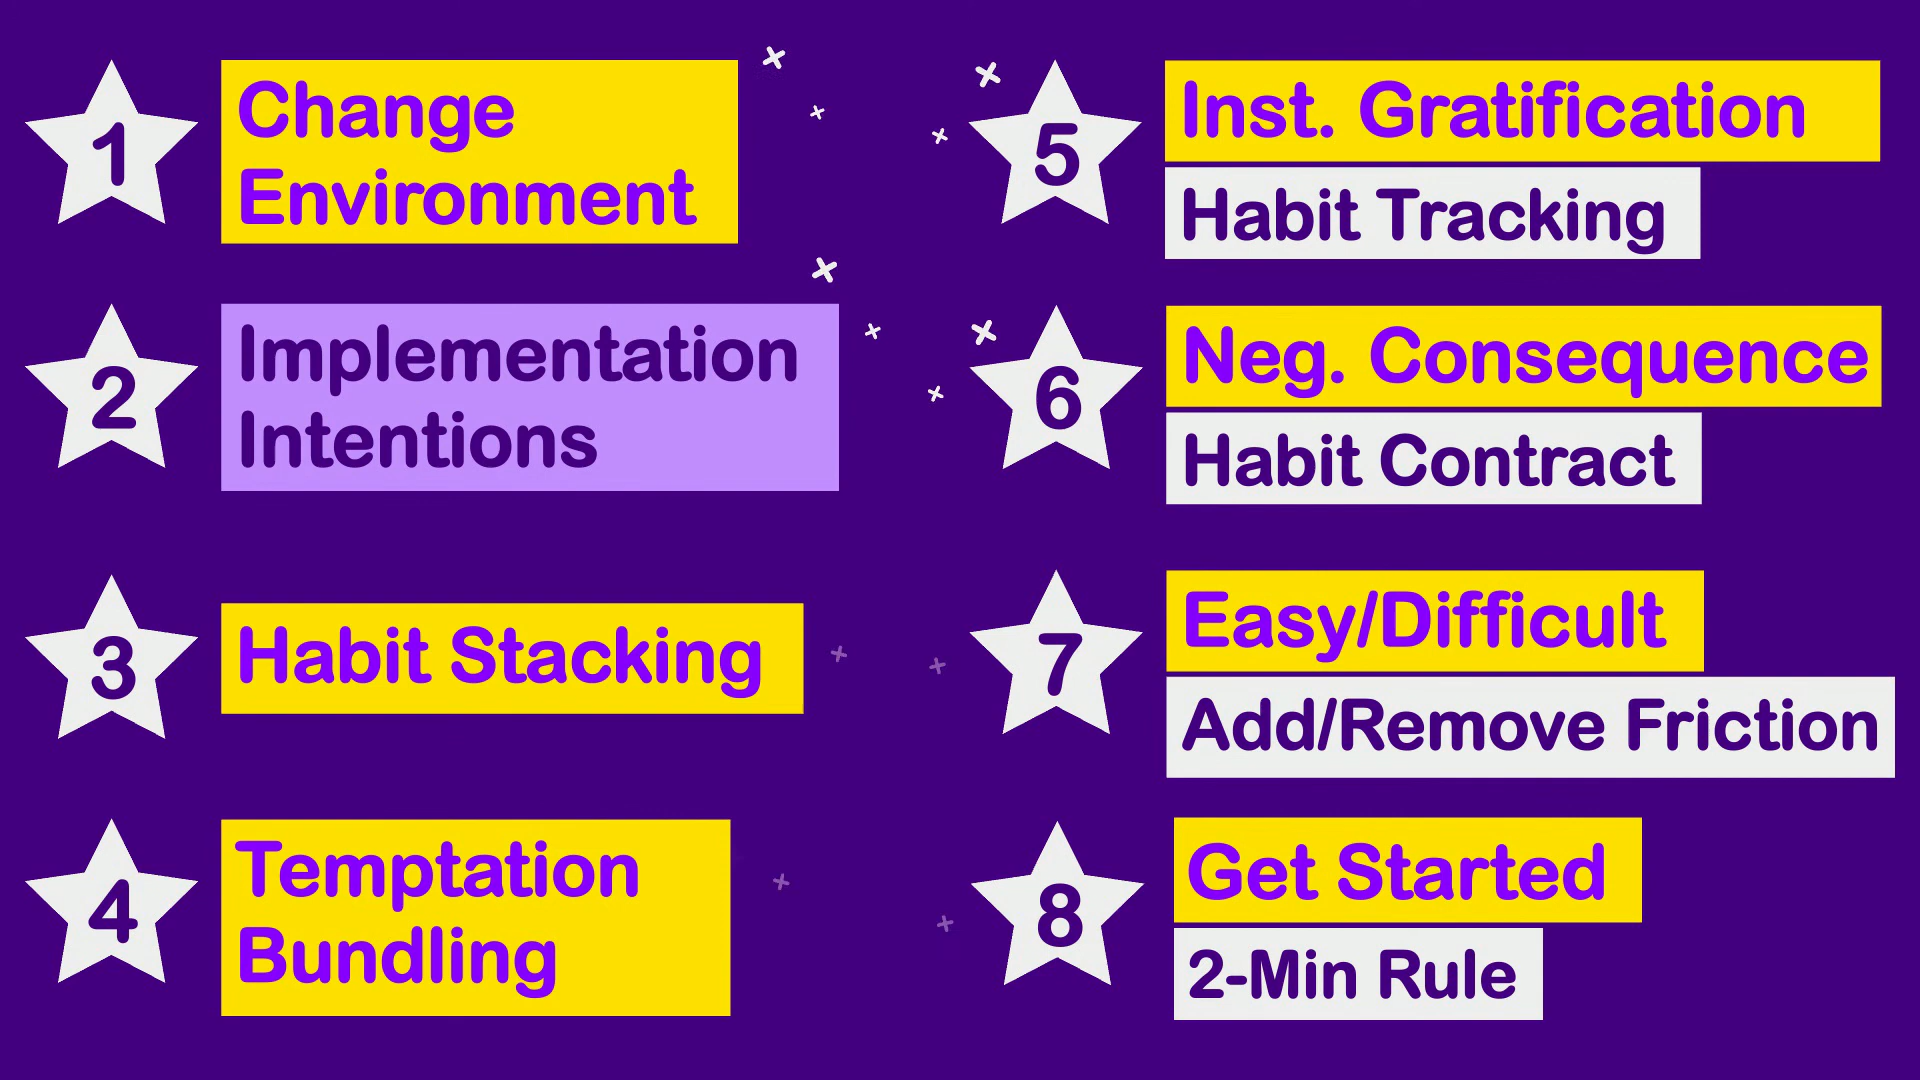 1
Change
Environment
2
Implementation
Intentions
3
Habit Stacking
4
Temptation
Bundling
5
Inst. Gratification
Habit Tracking
6
Neg. Consequence
Habit Contract
7
Easy/Difficult
Add/Remove Friction
8
Get Started
2-Min Rule